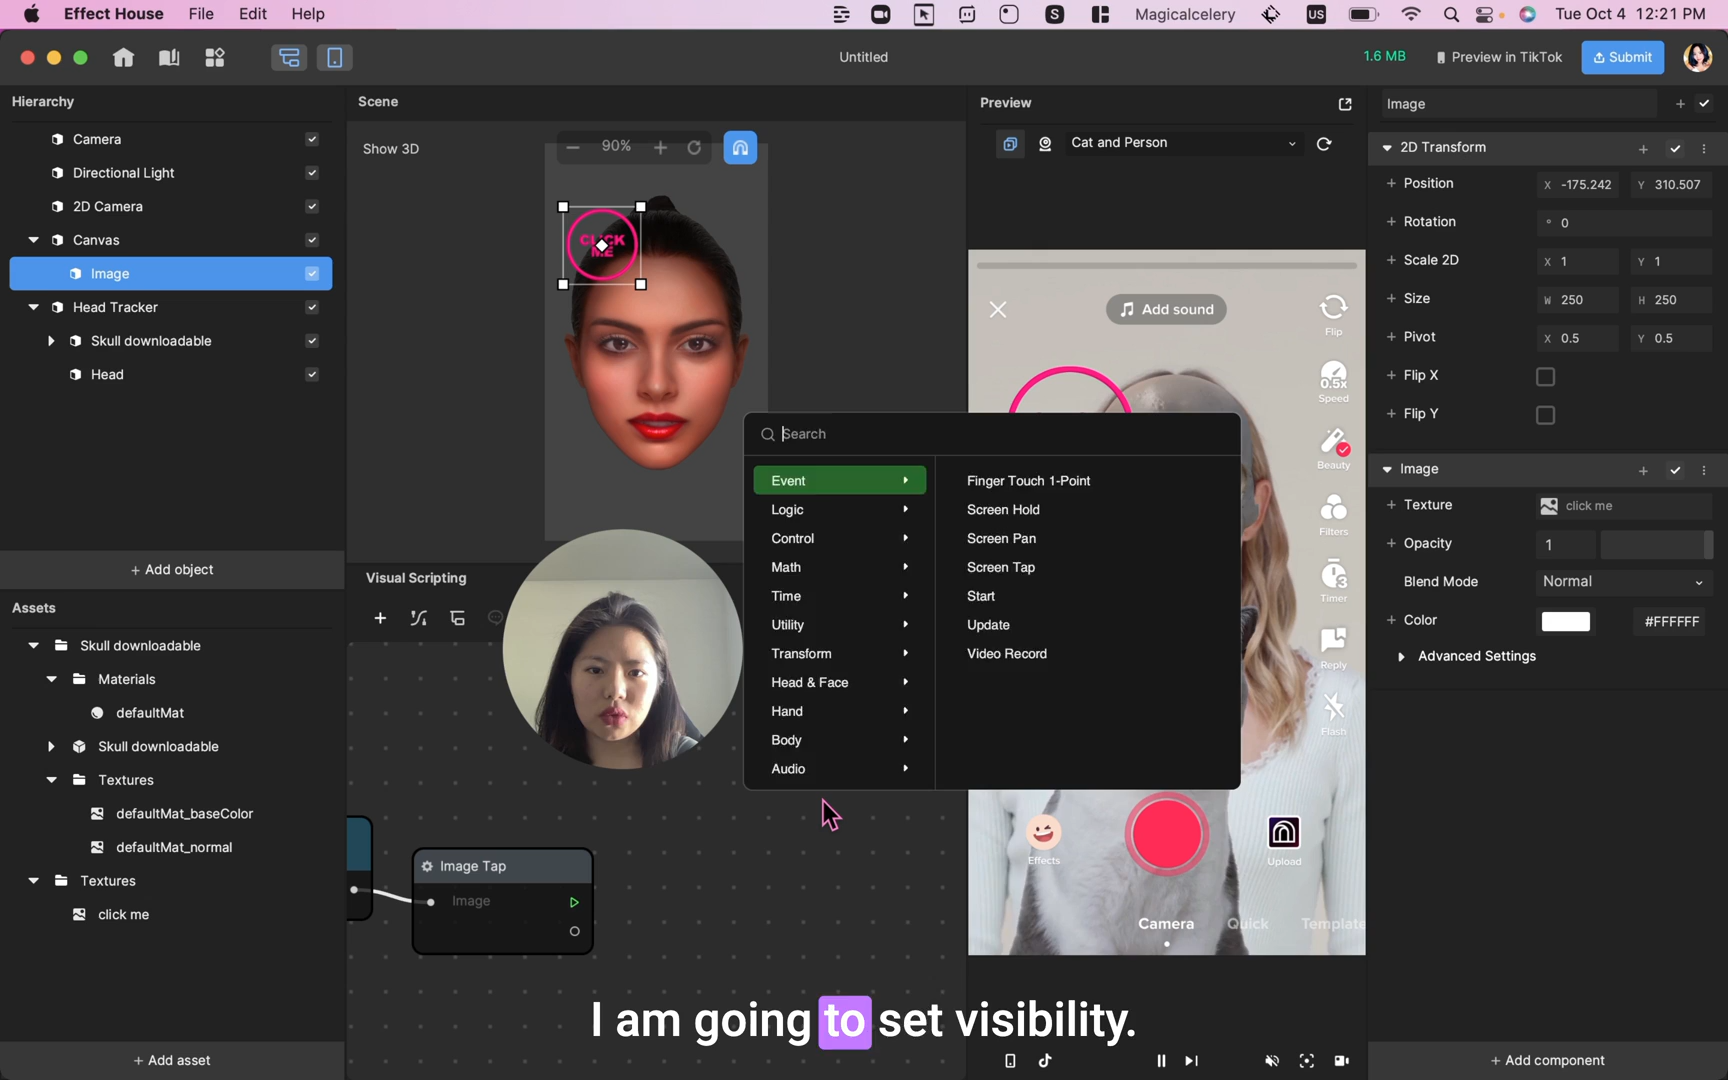 Effect House File Edit Help
S
Magicalcelery
US
Tue Oct 4 12:21 PM
Untitled
1.6 MB
Preview in TikTok
Submit
Hierarchy
Camera
Directional Light
2D Camera
Canvas
Image
Head Tracker
Skull downloadable
Head
+ Add object
Assets
Skull downloadable
Materials
defaultMat
Skull downloadable
Textures
defaultMat_baseColor
defaultMat_normal
Textures
click me
+ Add asset
Scene
Show 3D
90%
CLICK
ME
Visual Scripting
Image Tap
Image
Search
Event
Logic
Control
Math
Time
Utility
Transform
Head & Face
Hand
Body
Audio
Finger Touch 1-Point
Screen Hold
Screen Pan
Screen Tap
Start
Update
Video Record
Preview
Cat and Person
Add sound
Flip
0.5x
Speed
Beauty
Filters
3
Timer
Reply
Flash
Effects
Upload
Camera
Quick
Template
Image
2D Transform
Position X -175.242 Y 310.507
Rotation ° 0
Scale 2D X 1 Y 1
Size W 250 H 250
Pivot X 0.5 Y 0.5
Flip X
Flip Y
Image
Texture click me
Opacity 1
Blend Mode Normal
Color #FFFFFF
Advanced Settings
+ Add component
I am going to set visibility.